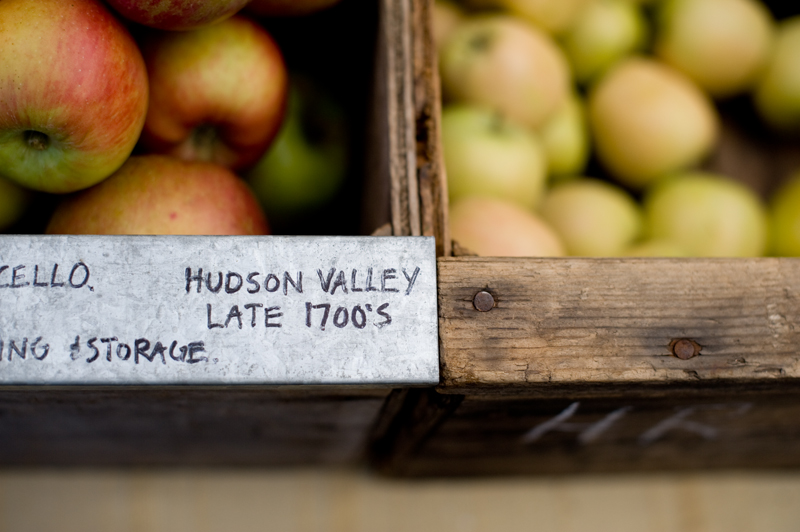 CELLO. HUDSON VALLEY
LATE 1700'S
ING & STORAGE.